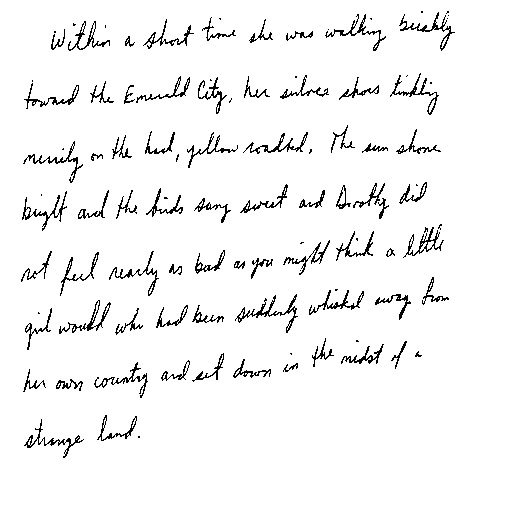 Within a short time she was walking briskly
toward the Emerald City, her silver shoes tinkling
merrily on the hard, yellow roadbed. The sun shone
bright and the birds sang sweet and Dorothy did
not feel nearly as bad as you might think a little
girl would who had been suddenly whisked away from
her own country and set down in the midst of a
strange land.